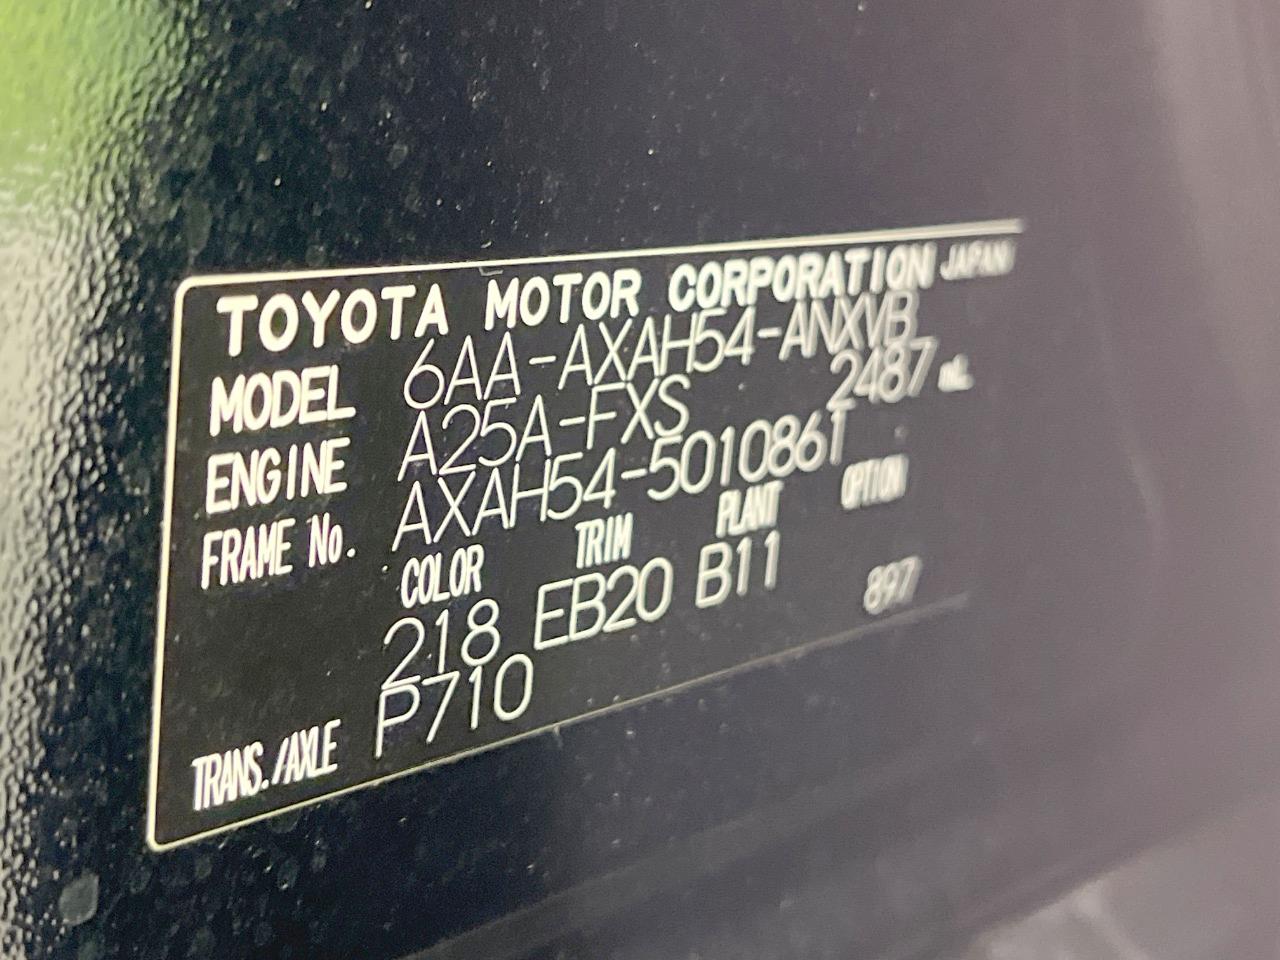 TOYOTA MOTOR CORPORATION JAPAN
MODEL 6AA-AXAH54-ANXVB
ENGINE A25A-FXS 2487 mL
FRAME No. AXAH54-5010861
COLOR TRIM PLANT OPTION
218 EB20 B11 897
TRANS./AXLE P710